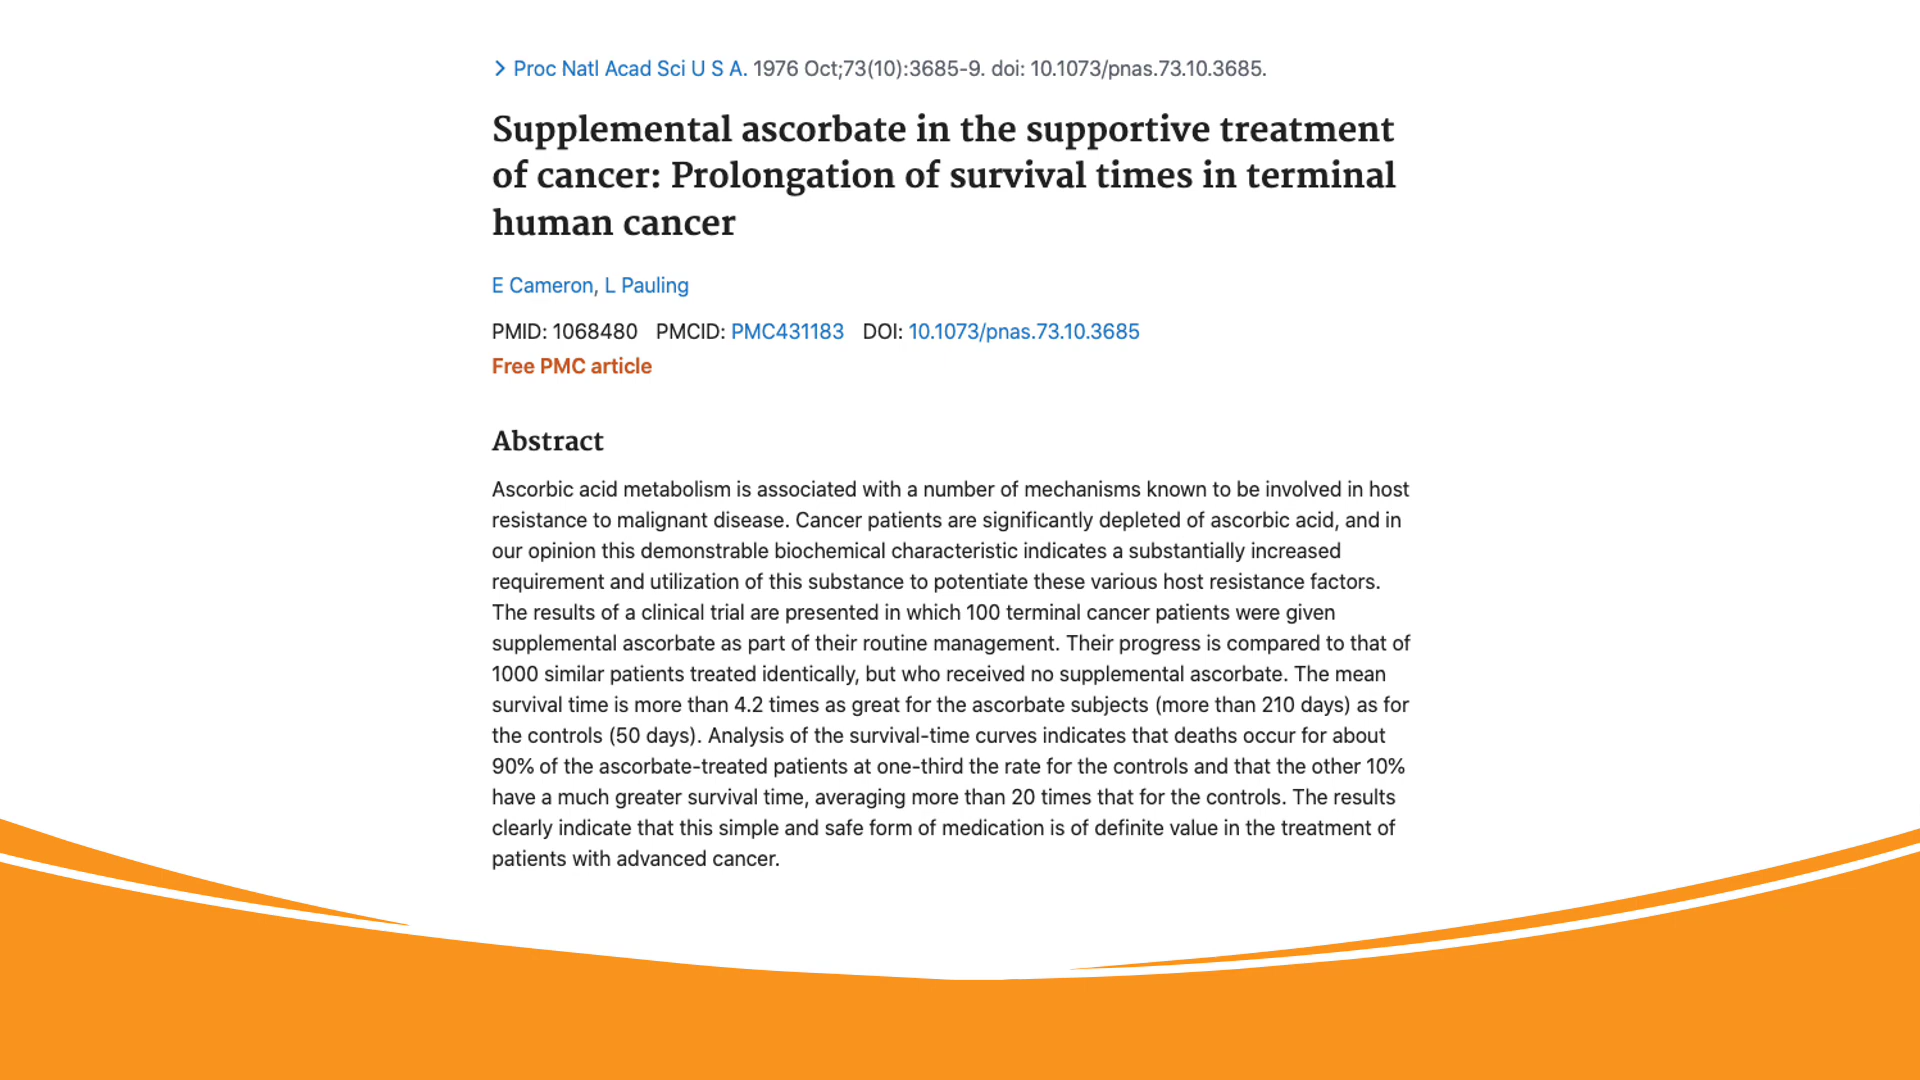 > Proc Natl Acad Sci U S A. 1976 Oct;73(10):3685-9. doi: 10.1073/pnas.73.10.3685.
Supplemental ascorbate in the supportive treatment
of cancer: Prolongation of survival times in terminal
human cancer
E Cameron, L Pauling
PMID: 1068480 PMCID: PMC431183 DOI: 10.1073/pnas.73.10.3685
Free PMC article
Abstract
Ascorbic acid metabolism is associated with a number of mechanisms known to be involved in host
resistance to malignant disease. Cancer patients are significantly depleted of ascorbic acid, and in
our opinion this demonstrable biochemical characteristic indicates a substantially increased
requirement and utilization of this substance to potentiate these various host resistance factors.
The results of a clinical trial are presented in which 100 terminal cancer patients were given
supplemental ascorbate as part of their routine management. Their progress is compared to that of
1000 similar patients treated identically, but who received no supplemental ascorbate. The mean
survival time is more than 4.2 times as great for the ascorbate subjects (more than 210 days) as for
the controls (50 days). Analysis of the survival-time curves indicates that deaths occur for about
90% of the ascorbate-treated patients at one-third the rate for the controls and that the other 10%
have a much greater survival time, averaging more than 20 times that for the controls. The results
clearly indicate that this simple and safe form of medication is of definite value in the treatment of
patients with advanced cancer.